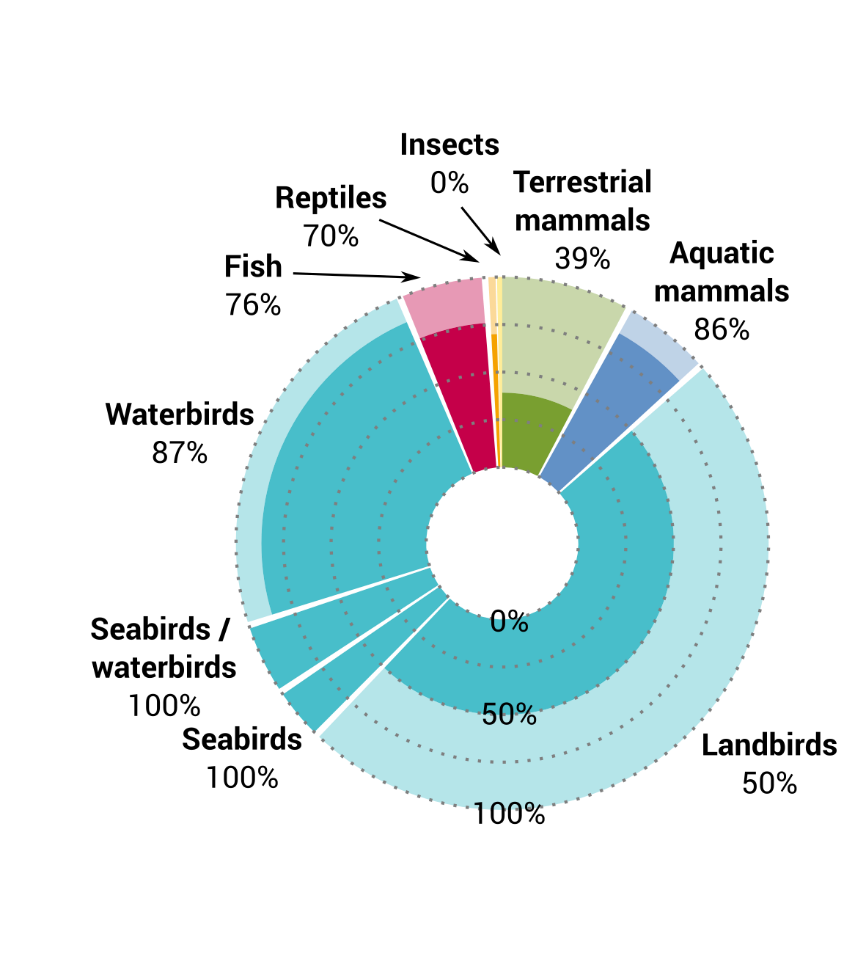 Insects
0%
Terrestrial
mammals
39%
Reptiles
70%
Aquatic
mammals
86%
Fish
76%
Waterbirds
87%
Seabirds /
waterbirds
100%
Seabirds
100%
Landbirds
50%
0%
50%
100%